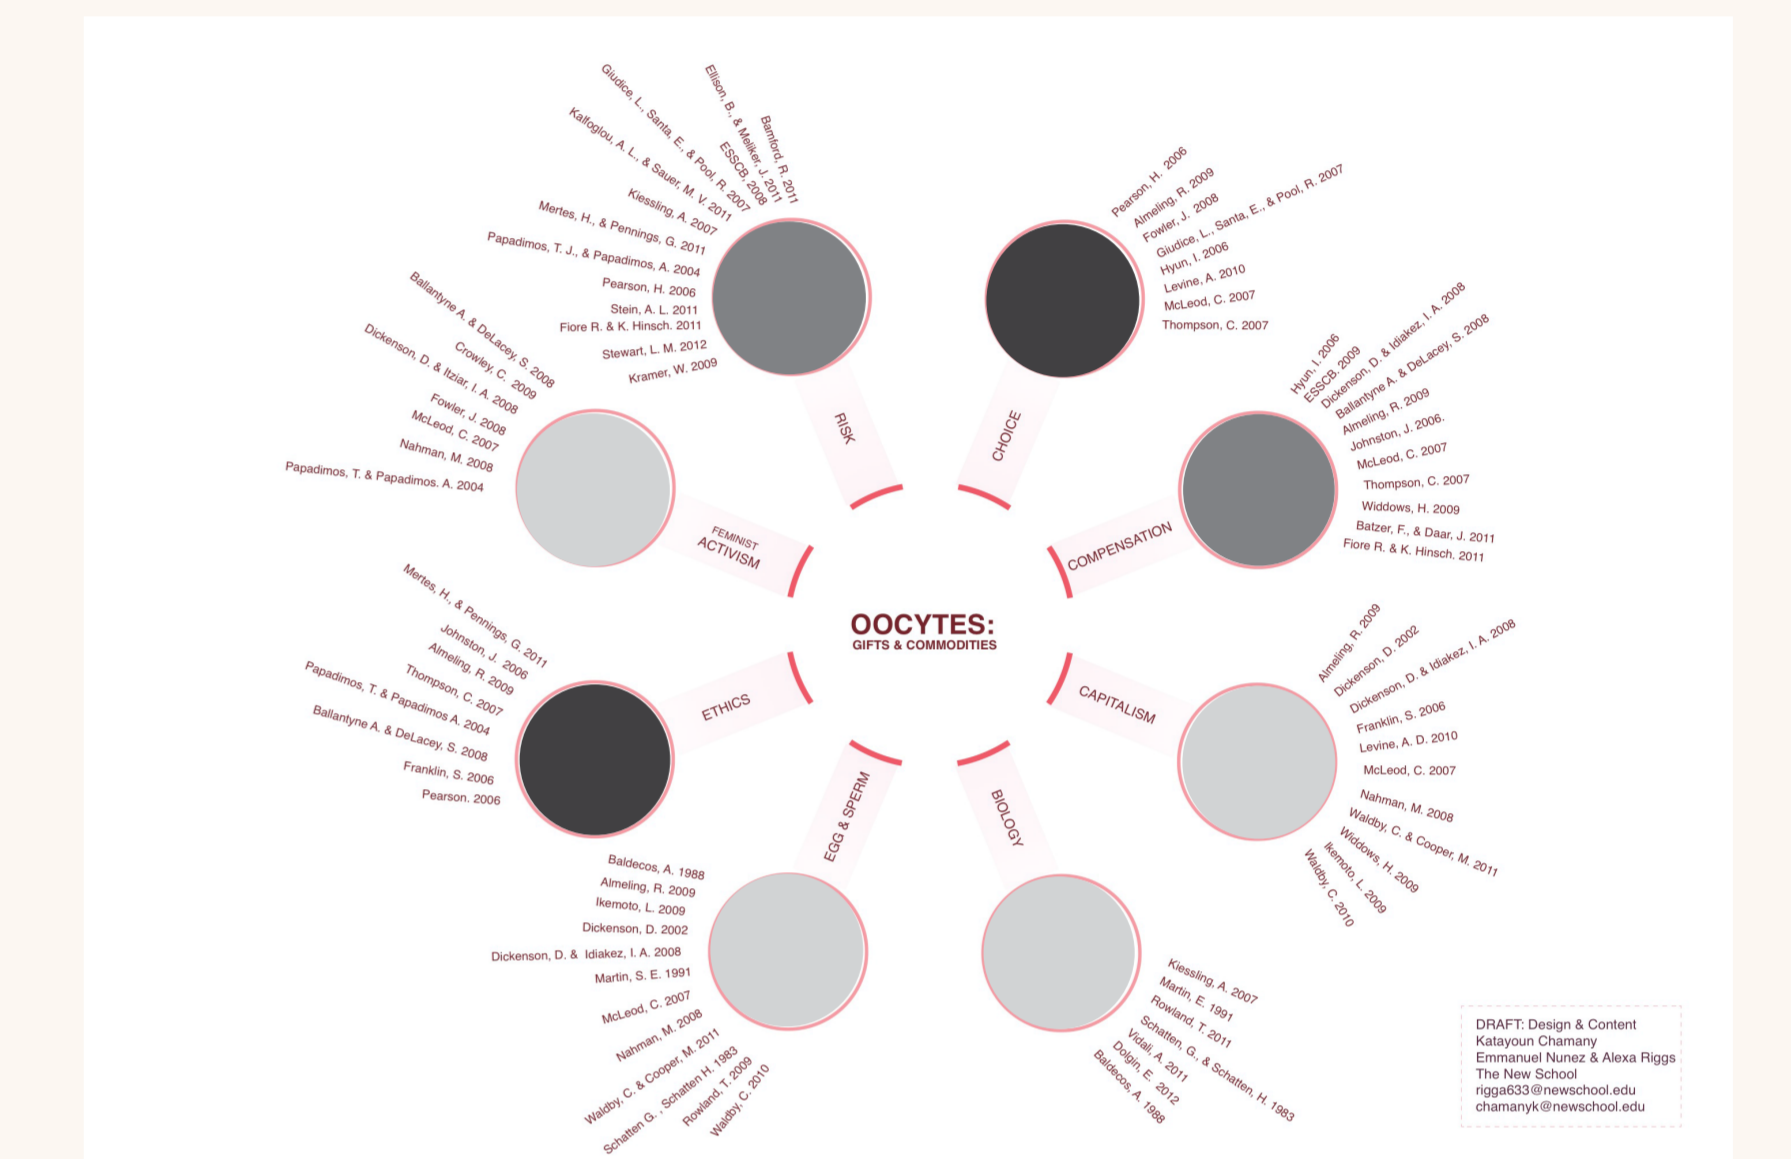 OOCYTES:
GIFTS & COMMODITIES
RISK
Giudice, L., Santa, E., & Pool, R. 2007
Ellison, B., & Meliker, J. 2011
Bamford, R. 2011
ESSCB, 2008
Kalfoglou, A. L., & Sauer, M. V. 2011
Kiessling, A. 2007
Mertes, H., & Pennings, G. 2011
Papadimos, T. J., & Papadimos, A. 2004
Pearson, H. 2006
Stein, A. L. 2011
Fiore R. & K. Hinsch. 2011
Stewart, L. M. 2012
Kramer, W. 2009
CHOICE
Pearson, H. 2006
Almeling, R. 2009
Fowler, J. 2008
Giudice, L., Santa, E., & Pool, R. 2007
Hyun, I. 2006
Levine, A. 2010
McLeod, C. 2007
Thompson, C. 2007
COMPENSATION
Hyun, I. 2006
ESSCB. 2009
Dickenson, D. & Idiakez, I. A. 2008
Ballantyne A. & DeLacey, S. 2008
Almeling, R. 2009
Johnston, J. 2006.
McLeod, C. 2007
Thompson, C. 2007
Widdows, H. 2009
Batzer, F., & Daar, J. 2011
Fiore R. & K. Hinsch. 2011
CAPITALISM
Almeling, R. 2009
Dickenson, D. 2002
Dickenson, D. & Idiakez, I. A. 2008
Franklin, S. 2006
Levine, A. D. 2010
McLeod, C. 2007
Nahman, M. 2008
Waldby, C. & Cooper, M. 2011
Widdows, H. 2009
Ikemoto, L. 2009
Waldby, C. 2010
BIOLOGY
Kiessling, A. 2007
Martin, E. 1991
Rowland, T. 2011
Schatten, G., & Schatten, H. 1983
Vidali, A. 2011
Dolgin, E. 2012
Baldecos, A. 1988
EGG & SPERM
Baldecos, A. 1988
Almeling, R. 2009
Ikemoto, L. 2009
Dickenson, D. 2002
Dickenson, D. & Idiakez, I. A. 2008
Martin, S. E. 1991
McLeod, C. 2007
Nahman, M. 2008
Waldby, C. & Cooper, M. 2011
Schatten G. , Schatten H. 1983
Rowland, T. 2009
Waldby, C. 2010
ETHICS
Mertes, H., & Pennings, G. 2011
Johnston, J. 2006
Almeling, R. 2009
Thompson, C. 2007
Papadimos, T. & Papadimos A. 2004
Ballantyne A. & DeLacey, S. 2008
Franklin, S. 2006
Pearson. 2006
FEMINIST
ACTIVISM
Ballantyne A. & DeLacey, S. 2008
Crowley, C. 2009
Dickenson, D. & Itziar, I. A. 2008
Fowler, J. 2008
McLeod, C. 2007
Nahman, M. 2008
Papadimos, T. & Papadimos. A. 2004
DRAFT: Design & Content
Katayoun Chamany
Emmanuel Nunez & Alexa Riggs
The New School
rigga633@newschool.edu
chamanyk@newschool.edu